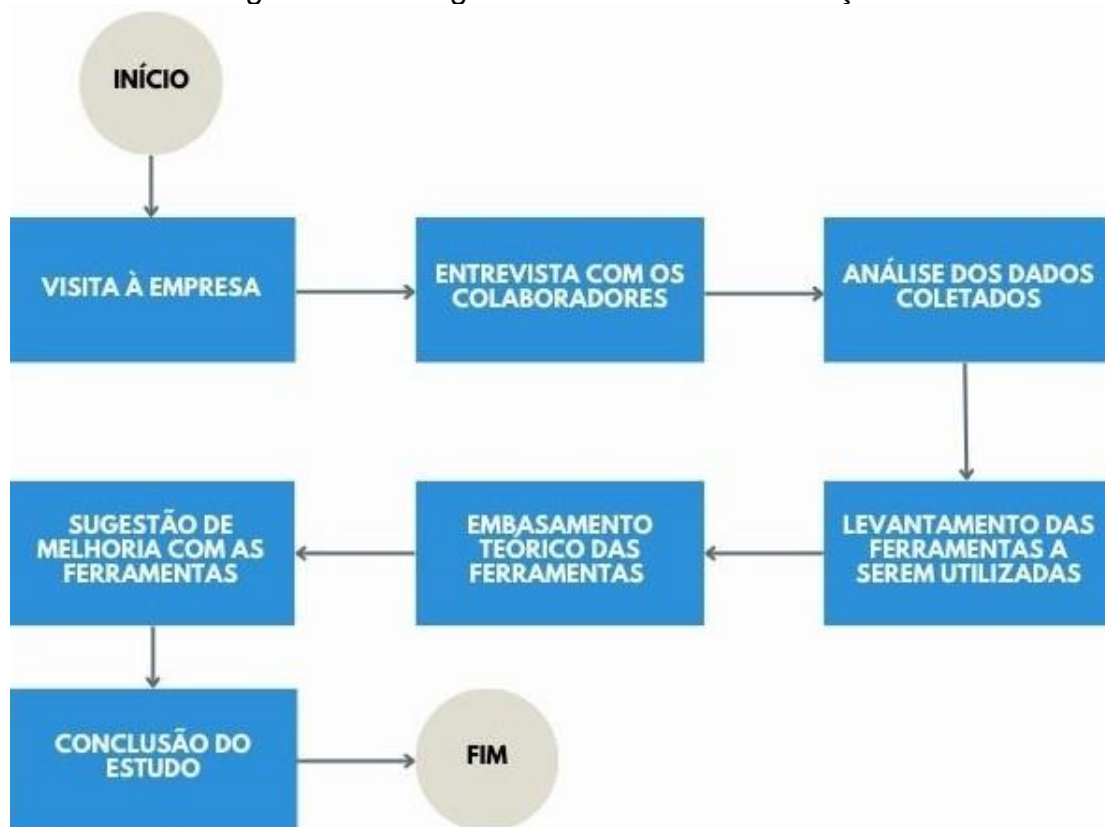 INÍCIO
VISITA À EMPRESA
ENTREVISTA COM OS
COLABORADORES
ANÁLISE DOS DADOS
COLETADOS
LEVANTAMENTO DAS
FERRAMENTAS A
SEREM UTILIZADAS
EMBASAMENTO
TEÓRICO DAS
FERRAMENTAS
SUGESTÃO DE
MELHORIA COM AS
FERRAMENTAS
CONCLUSÃO DO
ESTUDO
FIM